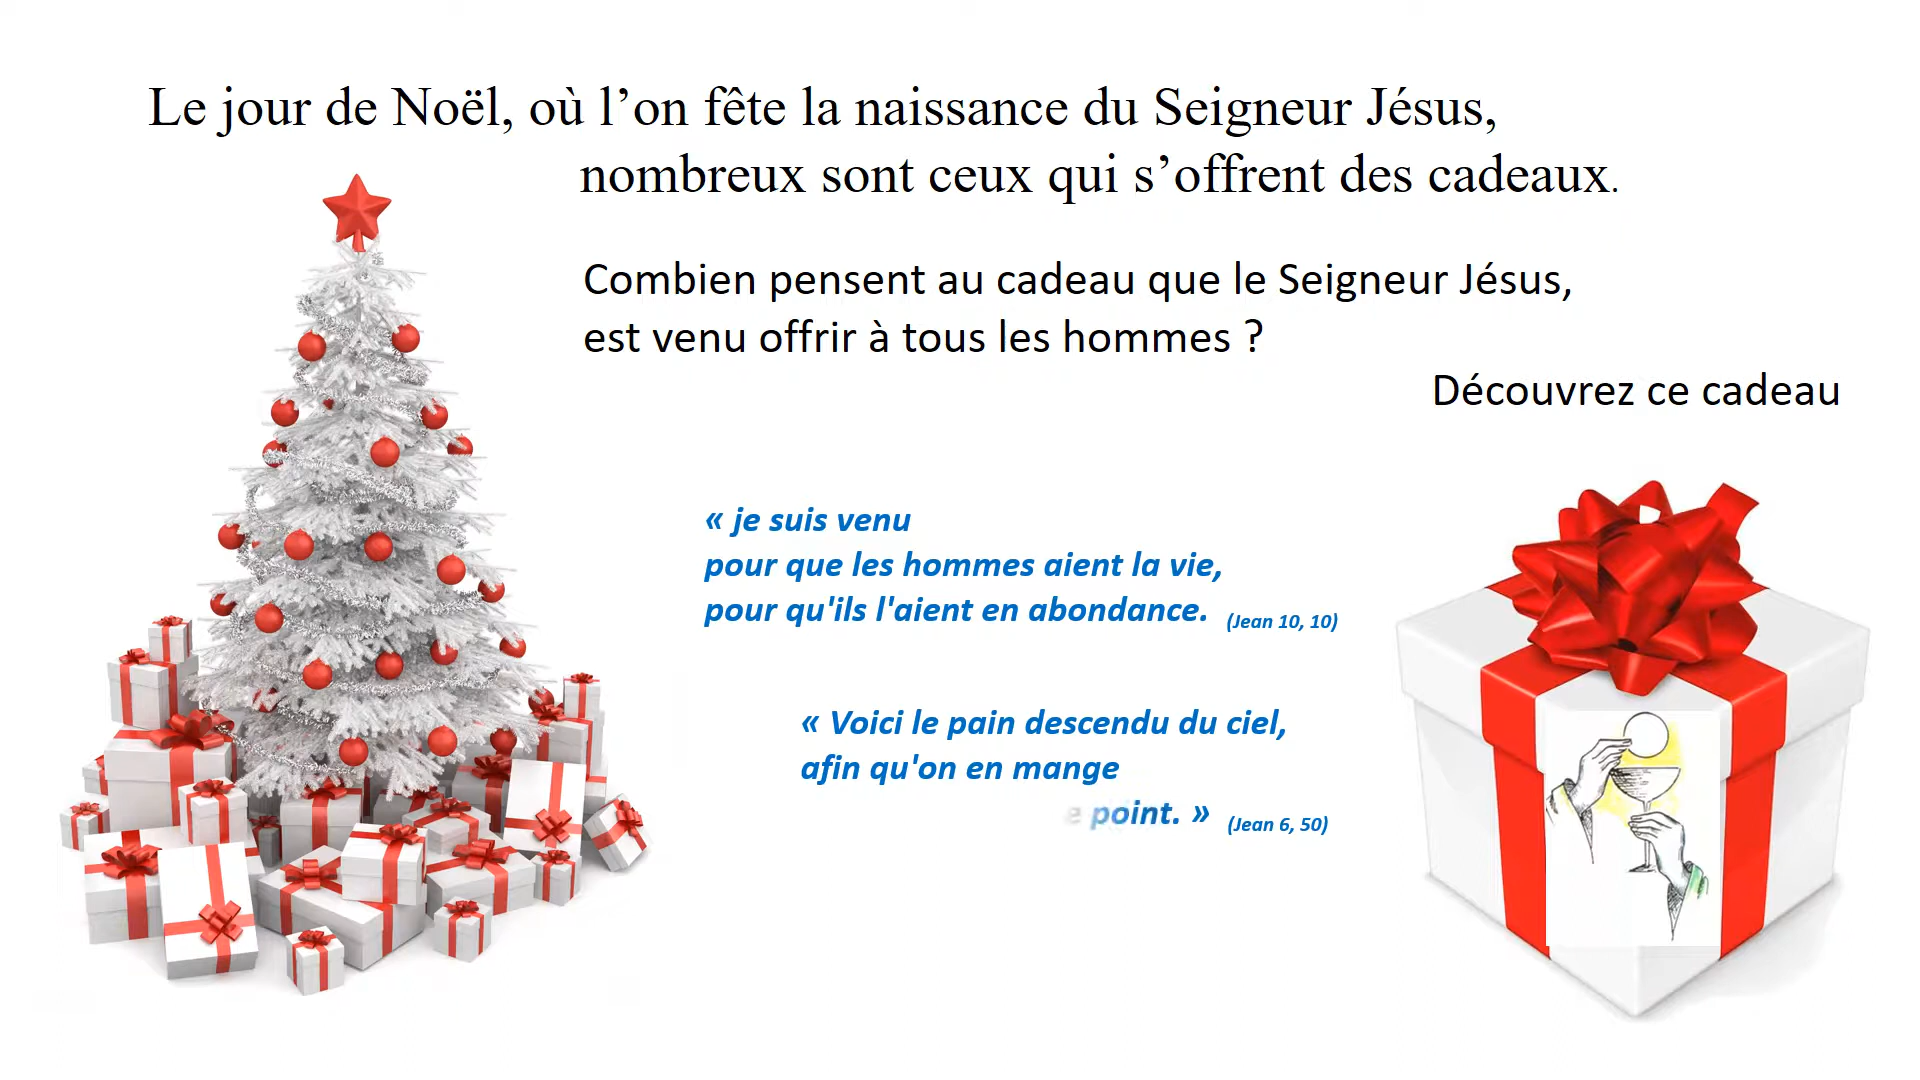 Le jour de Noël, où l’on fête la naissance du Seigneur Jésus,
nombreux sont ceux qui s’offrent des cadeaux.
Combien pensent au cadeau que le Seigneur Jésus,
est venu offrir à tous les hommes ?
Découvrez ce cadeau
« je suis venu
pour que les hommes aient la vie,
pour qu'ils l'aient en abondance. (Jean 10, 10)
« Voici le pain descendu du ciel,
afin qu'on en mange
point. » (Jean 6, 50)